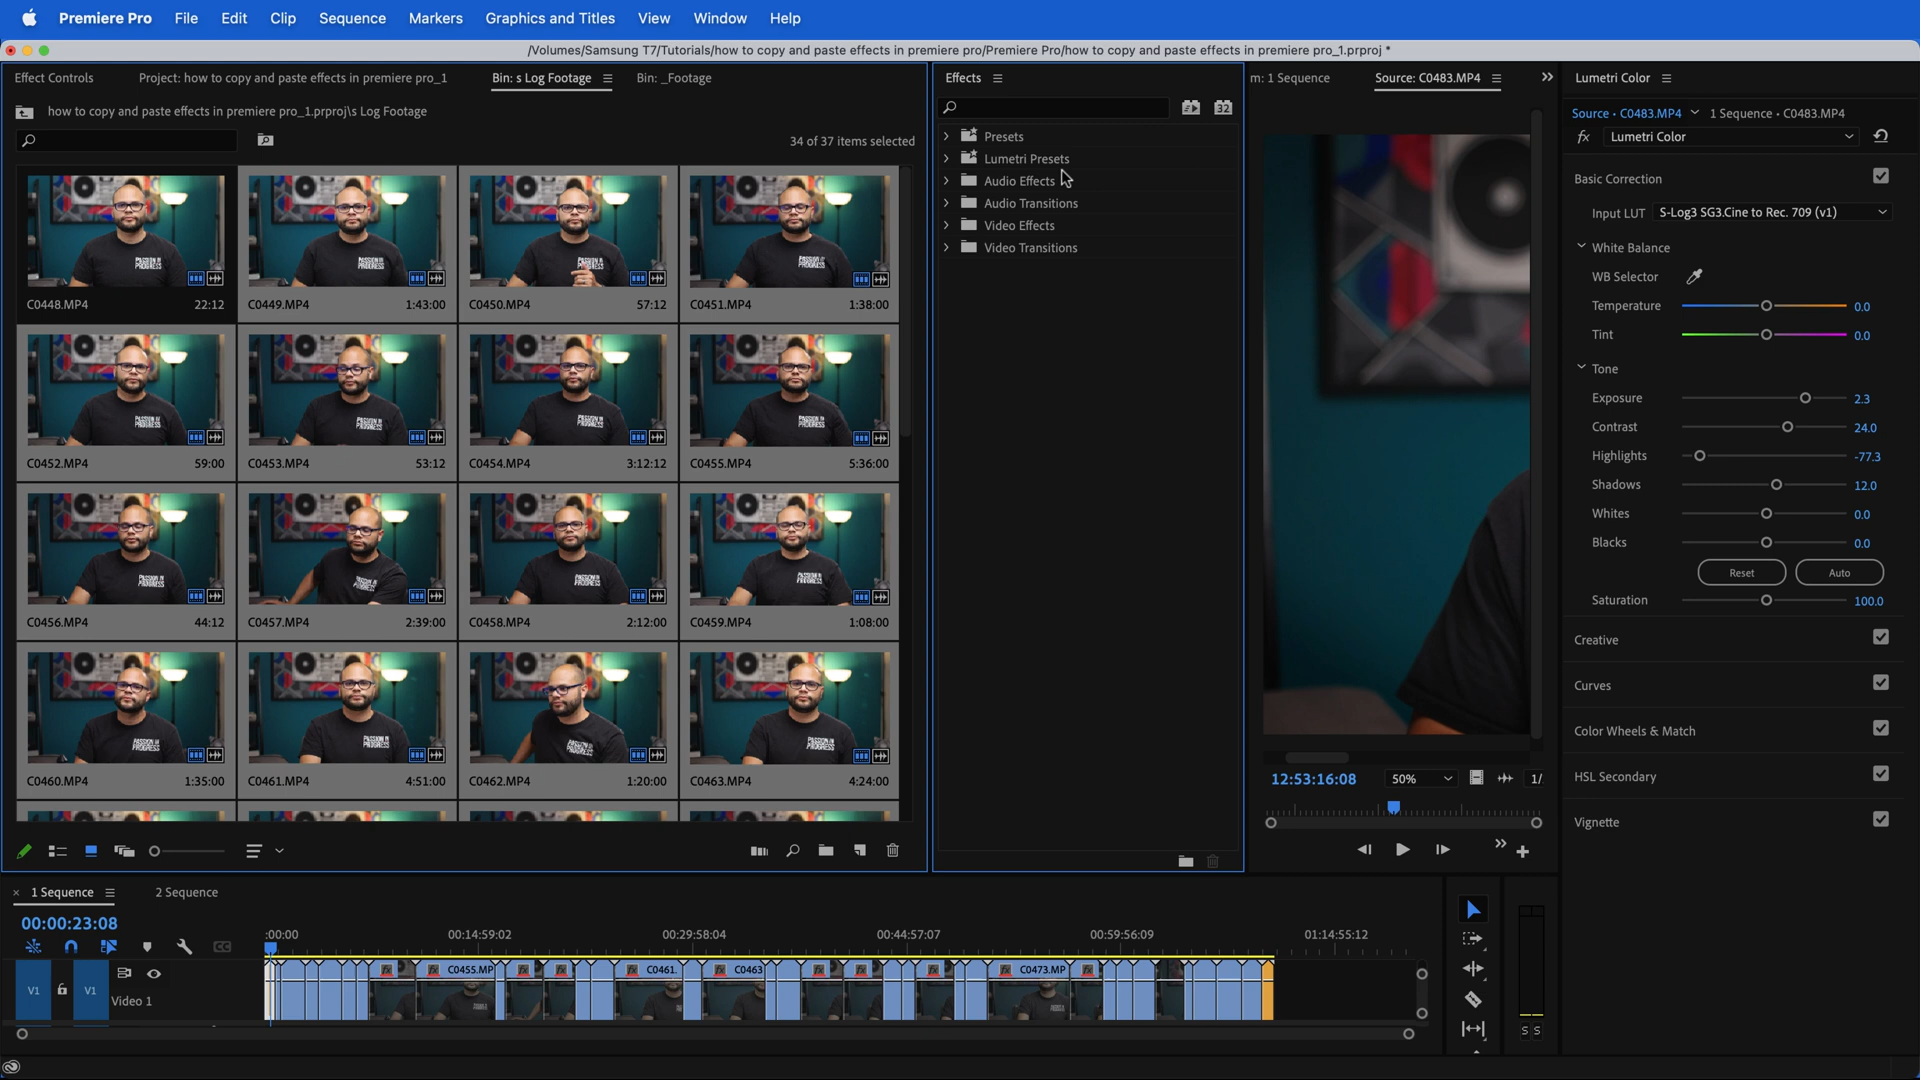 Premiere Pro File Edit Clip Sequence Markers Graphics and Titles View Window Help
/Volumes/Samsung T7/Tutorials/how to copy and paste effects in premiere pro/Premiere Pro/how to copy and paste effects in premiere pro_1.prproj *
Effect Controls Project: how to copy and paste effects in premiere pro_1 Bin: s Log Footage Bin: _Footage
how to copy and paste effects in premiere pro_1.prproj\s Log Footage
34 of 37 items selected
C0448.MP4 22:12 C0449.MP4 1:43:00 C0450.MP4 57:12 C0451.MP4 1:38:00
C0452.MP4 59:00 C0453.MP4 53:12 C0454.MP4 3:12:12 C0455.MP4 5:36:00
C0456.MP4 44:12 C0457.MP4 2:39:00 C0458.MP4 2:12:00 C0459.MP4 1:08:00
C0460.MP4 1:35:00 C0461.MP4 4:51:00 C0462.MP4 1:20:00 C0463.MP4 4:24:00
Effects
32
Presets
Lumetri Presets
Audio Effects
Audio Transitions
Video Effects
Video Transitions
m: 1 Sequence Source: C0483.MP4
12:53:16:08 50% 1/
Lumetri Color
Source • C0483.MP4 1 Sequence • C0483.MP4
fx Lumetri Color
Basic Correction
Input LUT S-Log3 SG3.Cine to Rec. 709 (v1)
White Balance
WB Selector
Temperature 0.0
Tint 0.0
Tone
Exposure 2.3
Contrast 24.0
Highlights -77.3
Shadows 12.0
Whites 0.0
Blacks 0.0
Reset Auto
Saturation 100.0
Creative
Curves
Color Wheels & Match
HSL Secondary
Vignette
× 1 Sequence 2 Sequence
00:00:23:08
:00:00 00:14:59:02 00:29:58:04 00:44:57:07 00:59:56:09 01:14:55:12
CC
C0455.MP C0461. C0463 C0473.MP
V1 V1 Video 1
S S